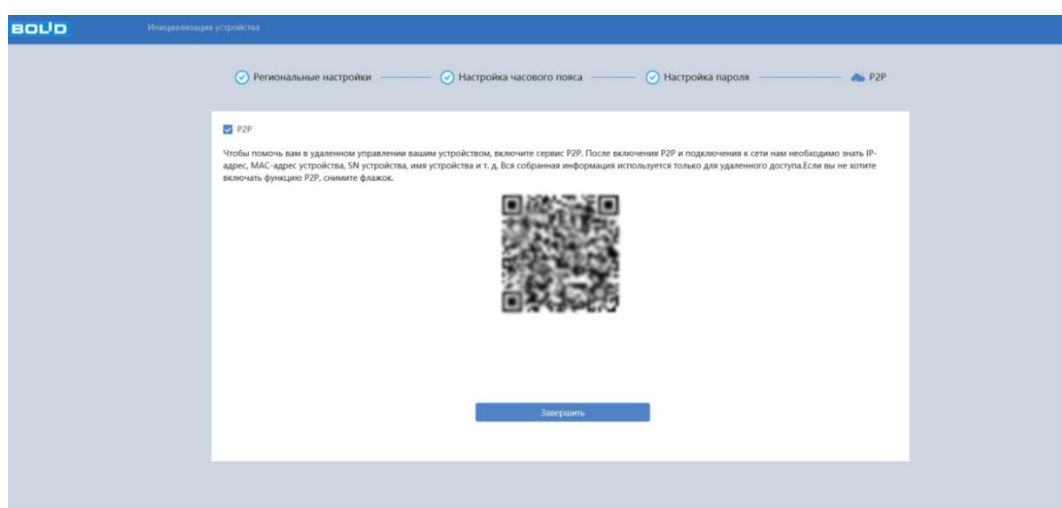 BOLID
Инициализация устройства
Региональные настройки
Настройка часового пояса
Настройка пароля
P2P
P2P
Чтобы помочь вам в удаленном управлении вашим устройством, включите сервис P2P. После включения P2P и подключения к сети нам необходимо знать IP-
адрес, MAC-адрес устройства, SN устройства, имя устройства и т. д. Вся собранная информация используется только для удаленного доступа.Если вы не хотите
включать функцию P2P, снимите флажок.
Завершить